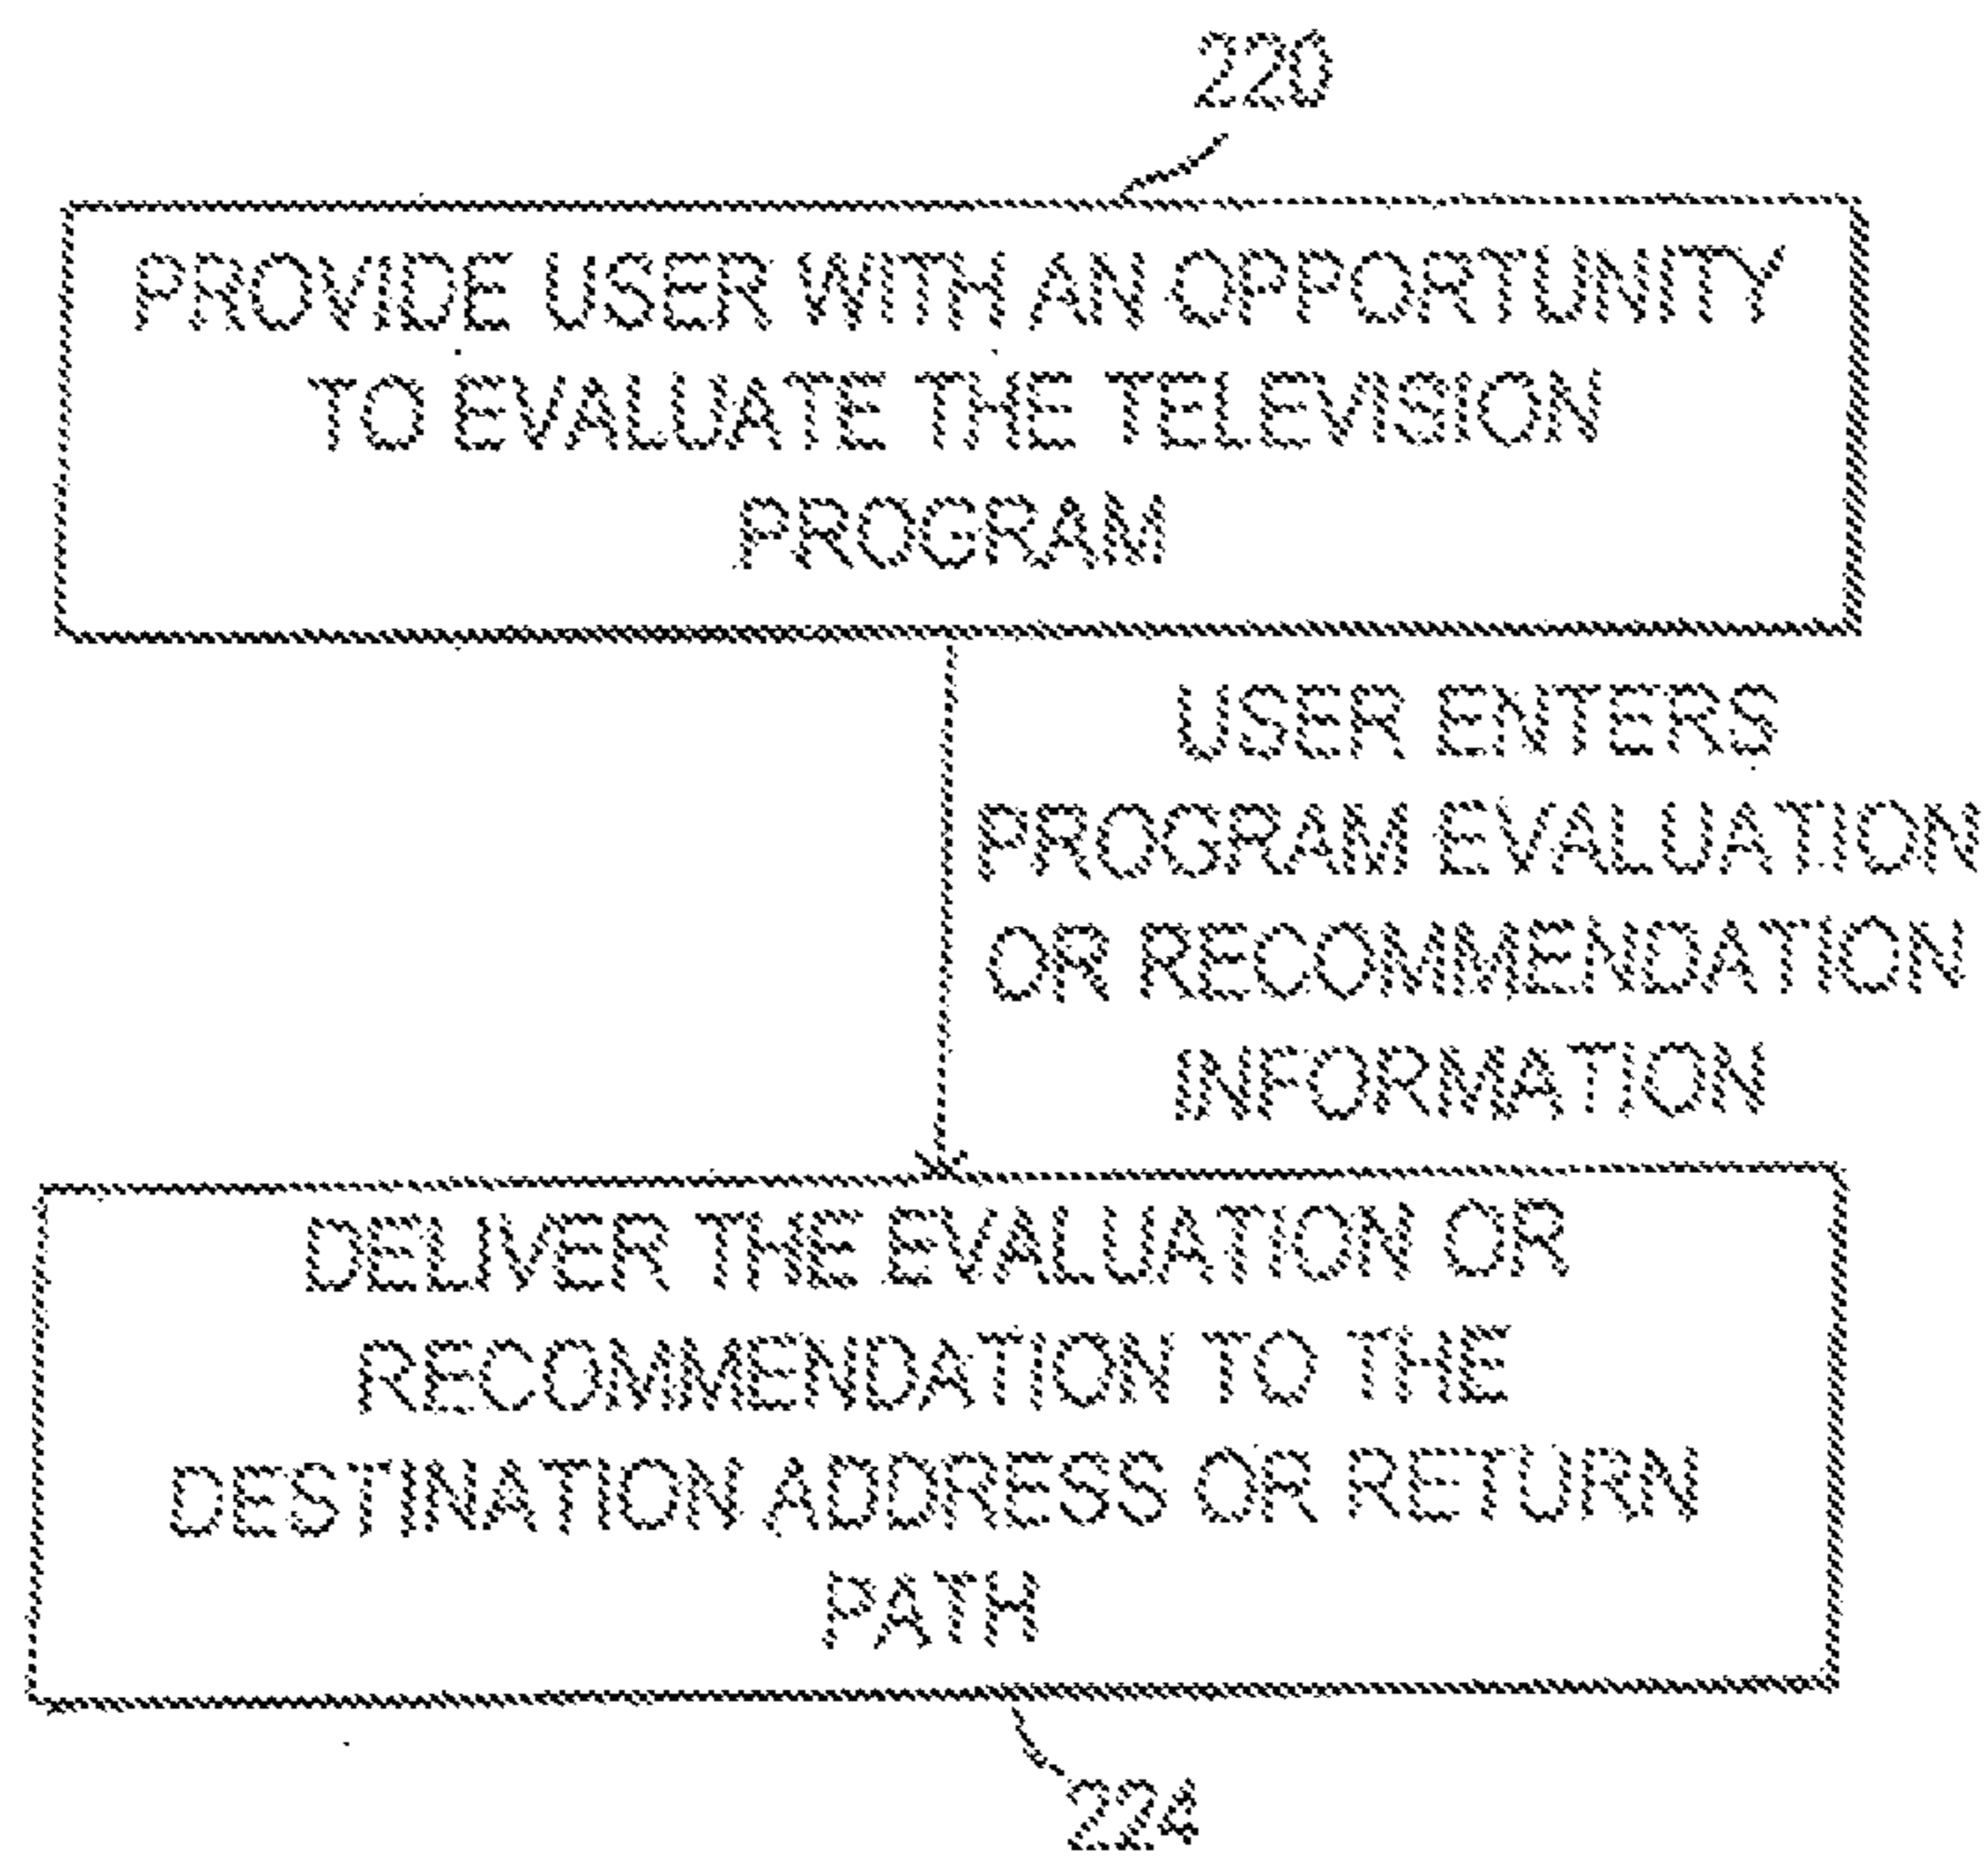 220
PROVIDE USER WITH AN OPPORTUNITY
TO EVALUATE THE TELEVISION
PROGRAM
USER ENTERS
PROGRAM EVALUATION
OR RECOMMENDATION
INFORMATION
DELIVER THE EVALUATION OR
RECOMMENDATION TO THE
DESTINATION ADDRESS OR RETURN
PATH
224